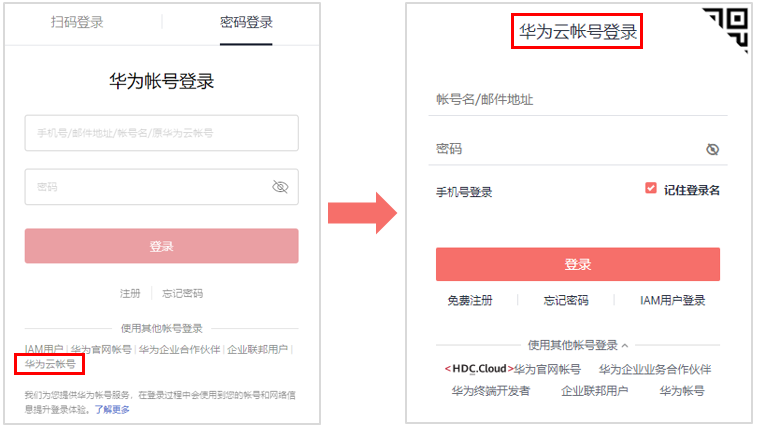 扫码登录 密码登录
华为帐号登录
手机号/邮件地址/帐号名/原华为云帐号
密码
登录
注册 忘记密码
使用其他帐号登录
IAM用户 | 华为官网帐号 | 华为企业合作伙伴 | 企业联邦用户 |
华为云帐号
我们为您提供华为帐号服务，在登录过程中会使用到您的帐号和网络信
息提升登录体验。了解更多
华为云帐号登录
帐号名/邮件地址
密码
手机号登录 记住登录名
登录
免费注册 忘记密码 IAM用户登录
使用其他帐号登录
<HDC.Cloud> 华为官网帐号 华为企业业务合作伙伴
华为终端开发者 企业联邦用户 华为帐号